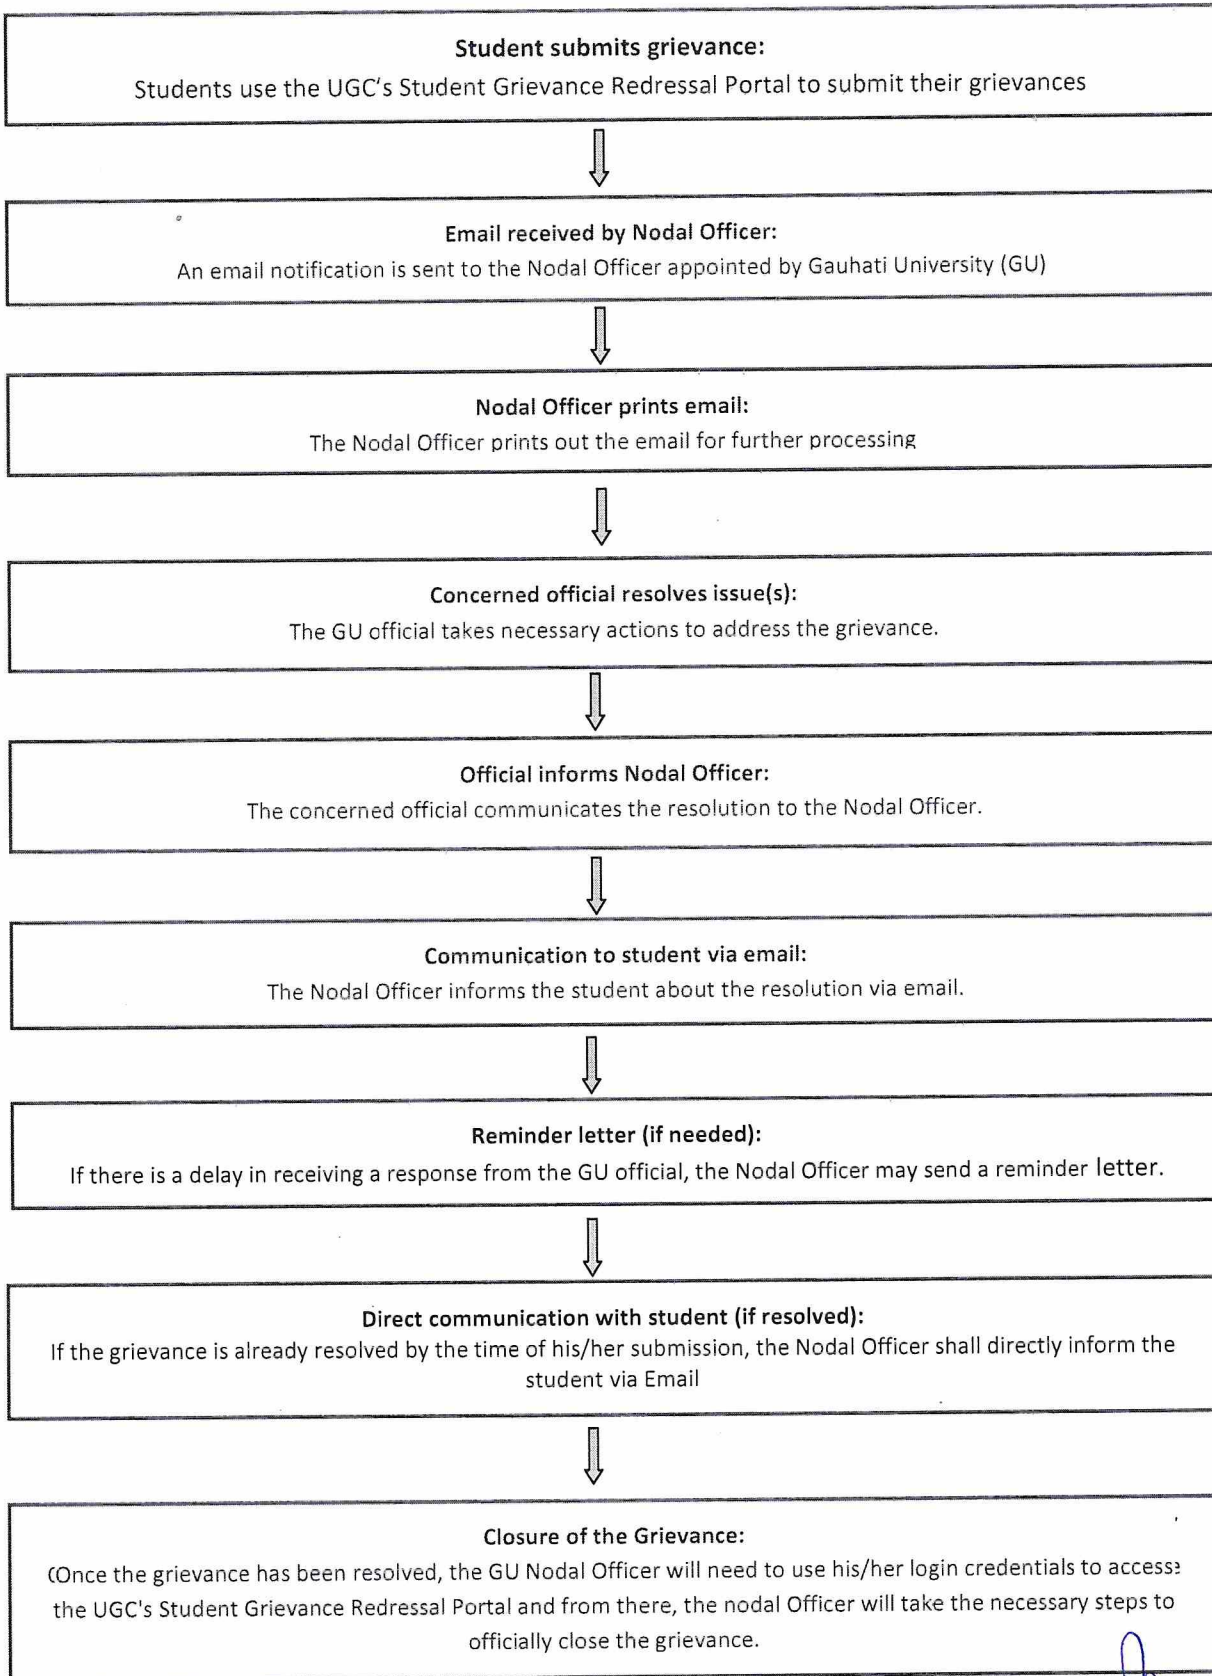 Student submits grievance:
Students use the UGC's Student Grievance Redressal Portal to submit their grievances
Email received by Nodal Officer:
An email notification is sent to the Nodal Officer appointed by Gauhati University (GU)
Nodal Officer prints email:
The Nodal Officer prints out the email for further processing
Concerned official resolves issue(s):
The GU official takes necessary actions to address the grievance.
Official informs Nodal Officer:
The concerned official communicates the resolution to the Nodal Officer.
Communication to student via email:
The Nodal Officer informs the student about the resolution via email.
Reminder letter (if needed):
If there is a delay in receiving a response from the GU official, the Nodal Officer may send a reminder letter.
Direct communication with student (if resolved):
If the grievance is already resolved by the time of his/her submission, the Nodal Officer shall directly inform the
student via Email
Closure of the Grievance:
Once the grievance has been resolved, the GU Nodal Officer will need to use his/her login credentials to access
the UGC's Student Grievance Redressal Portal and from there, the nodal Officer will take the necessary steps to
officially close the grievance.